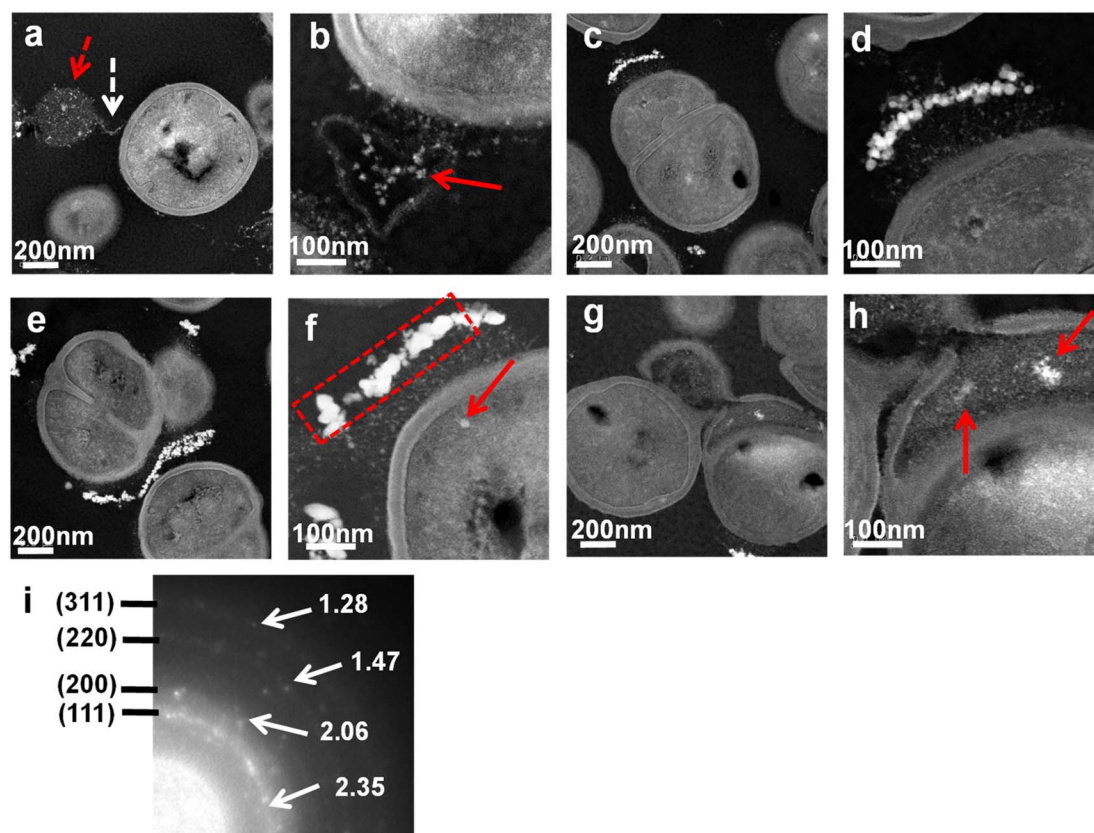 a
200nm
b
100nm
c
200nm
d
100nm
e
200nm
f
100nm
g
200nm
h
100nm
i
(311)
(220)
(200)
(111)
1.28
1.47
2.06
2.35